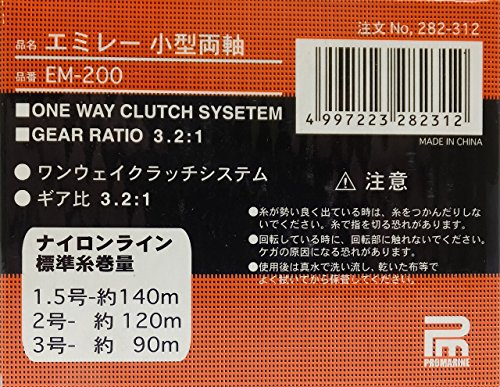 注文 No, 282-312
品名 エミレー 小型両軸
品番 EM-200
4997223282312
MADE IN CHINA
■ONE WAY CLUTCH SYSETEM
■GEAR RATIO 3.2:1
●ワンウェイクラッチシステム
●ギア比 3.2:1
⚠ 注意
●糸が勢い良く出ている時は、糸をつかんだりしな
いでください。糸で指を切る恐れがあります。
●回転している時に、回転部に触れないでください。
ケガの原因になる恐れがあります。
●使用後は真水で洗い流し、乾いた布等で
よく拭いてから保管してください。
ナイロンライン
標準糸巻量
1.5号-約140m
2号- 約 120m
3号- 約 90m
PROMARINE